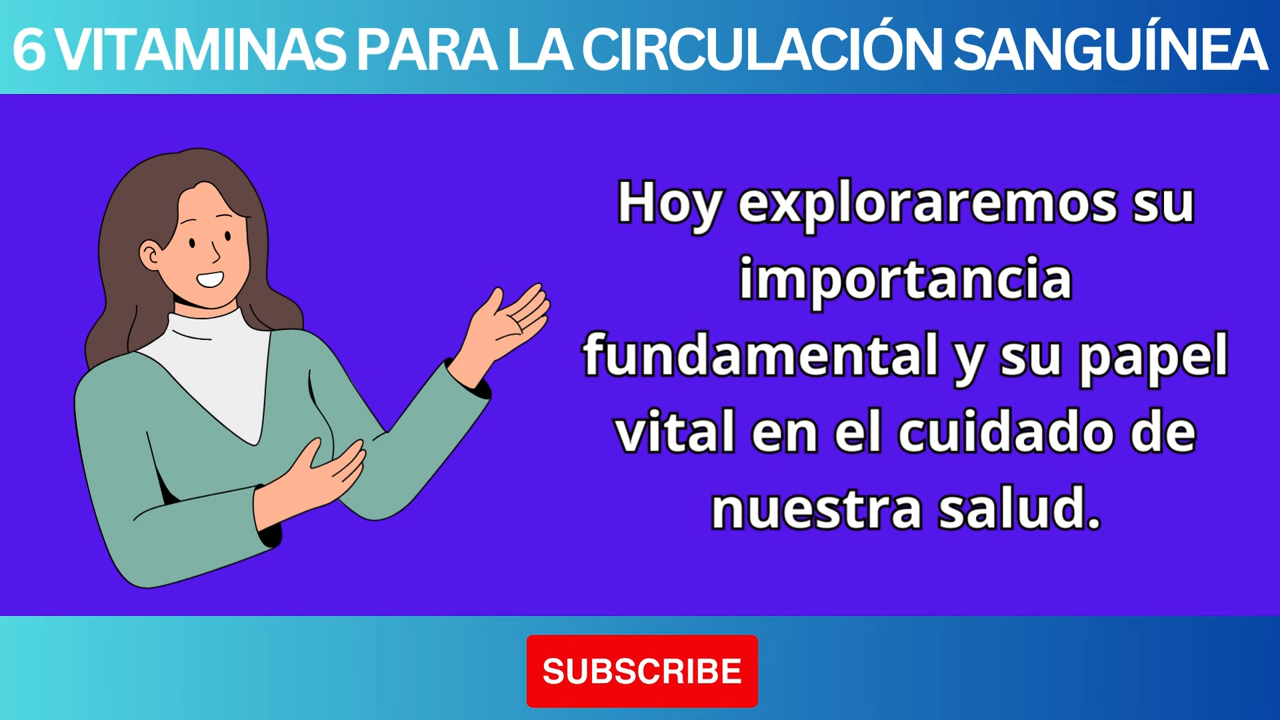 6 VITAMINAS PARA LA CIRCULACIÓN SANGUÍNEA
Hoy exploraremos su
importancia
fundamental y su papel
vital en el cuidado de
nuestra salud.
SUBSCRIBE